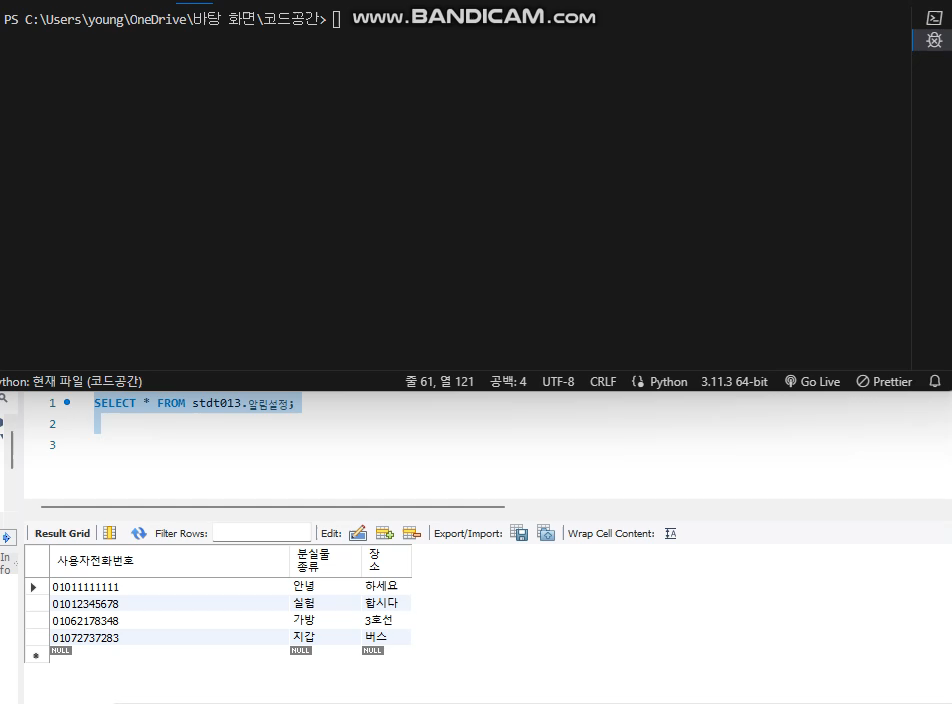 PS C:\Users\young\OneDrive\바탕 화면\코드공간>
www.BANDICAM.com
ython: 현재 파일 (코드공간)
줄 61, 열 121
공백: 4
UTF-8
CRLF
Python
3.11.3 64-bit
Go Live
Prettier
1
SELECT * FROM stdt013.알림설정;
2
3
Result Grid
Filter Rows:
Edit:
Export/Import:
Wrap Cell Content:
In
fo
사용자전화번호
분실물
종류
장
소
01011111111 안녕 하세요
01012345678 실험 합시다
01062178348 가방 3호선
01072737283 지갑 버스
NULL NULL NULL